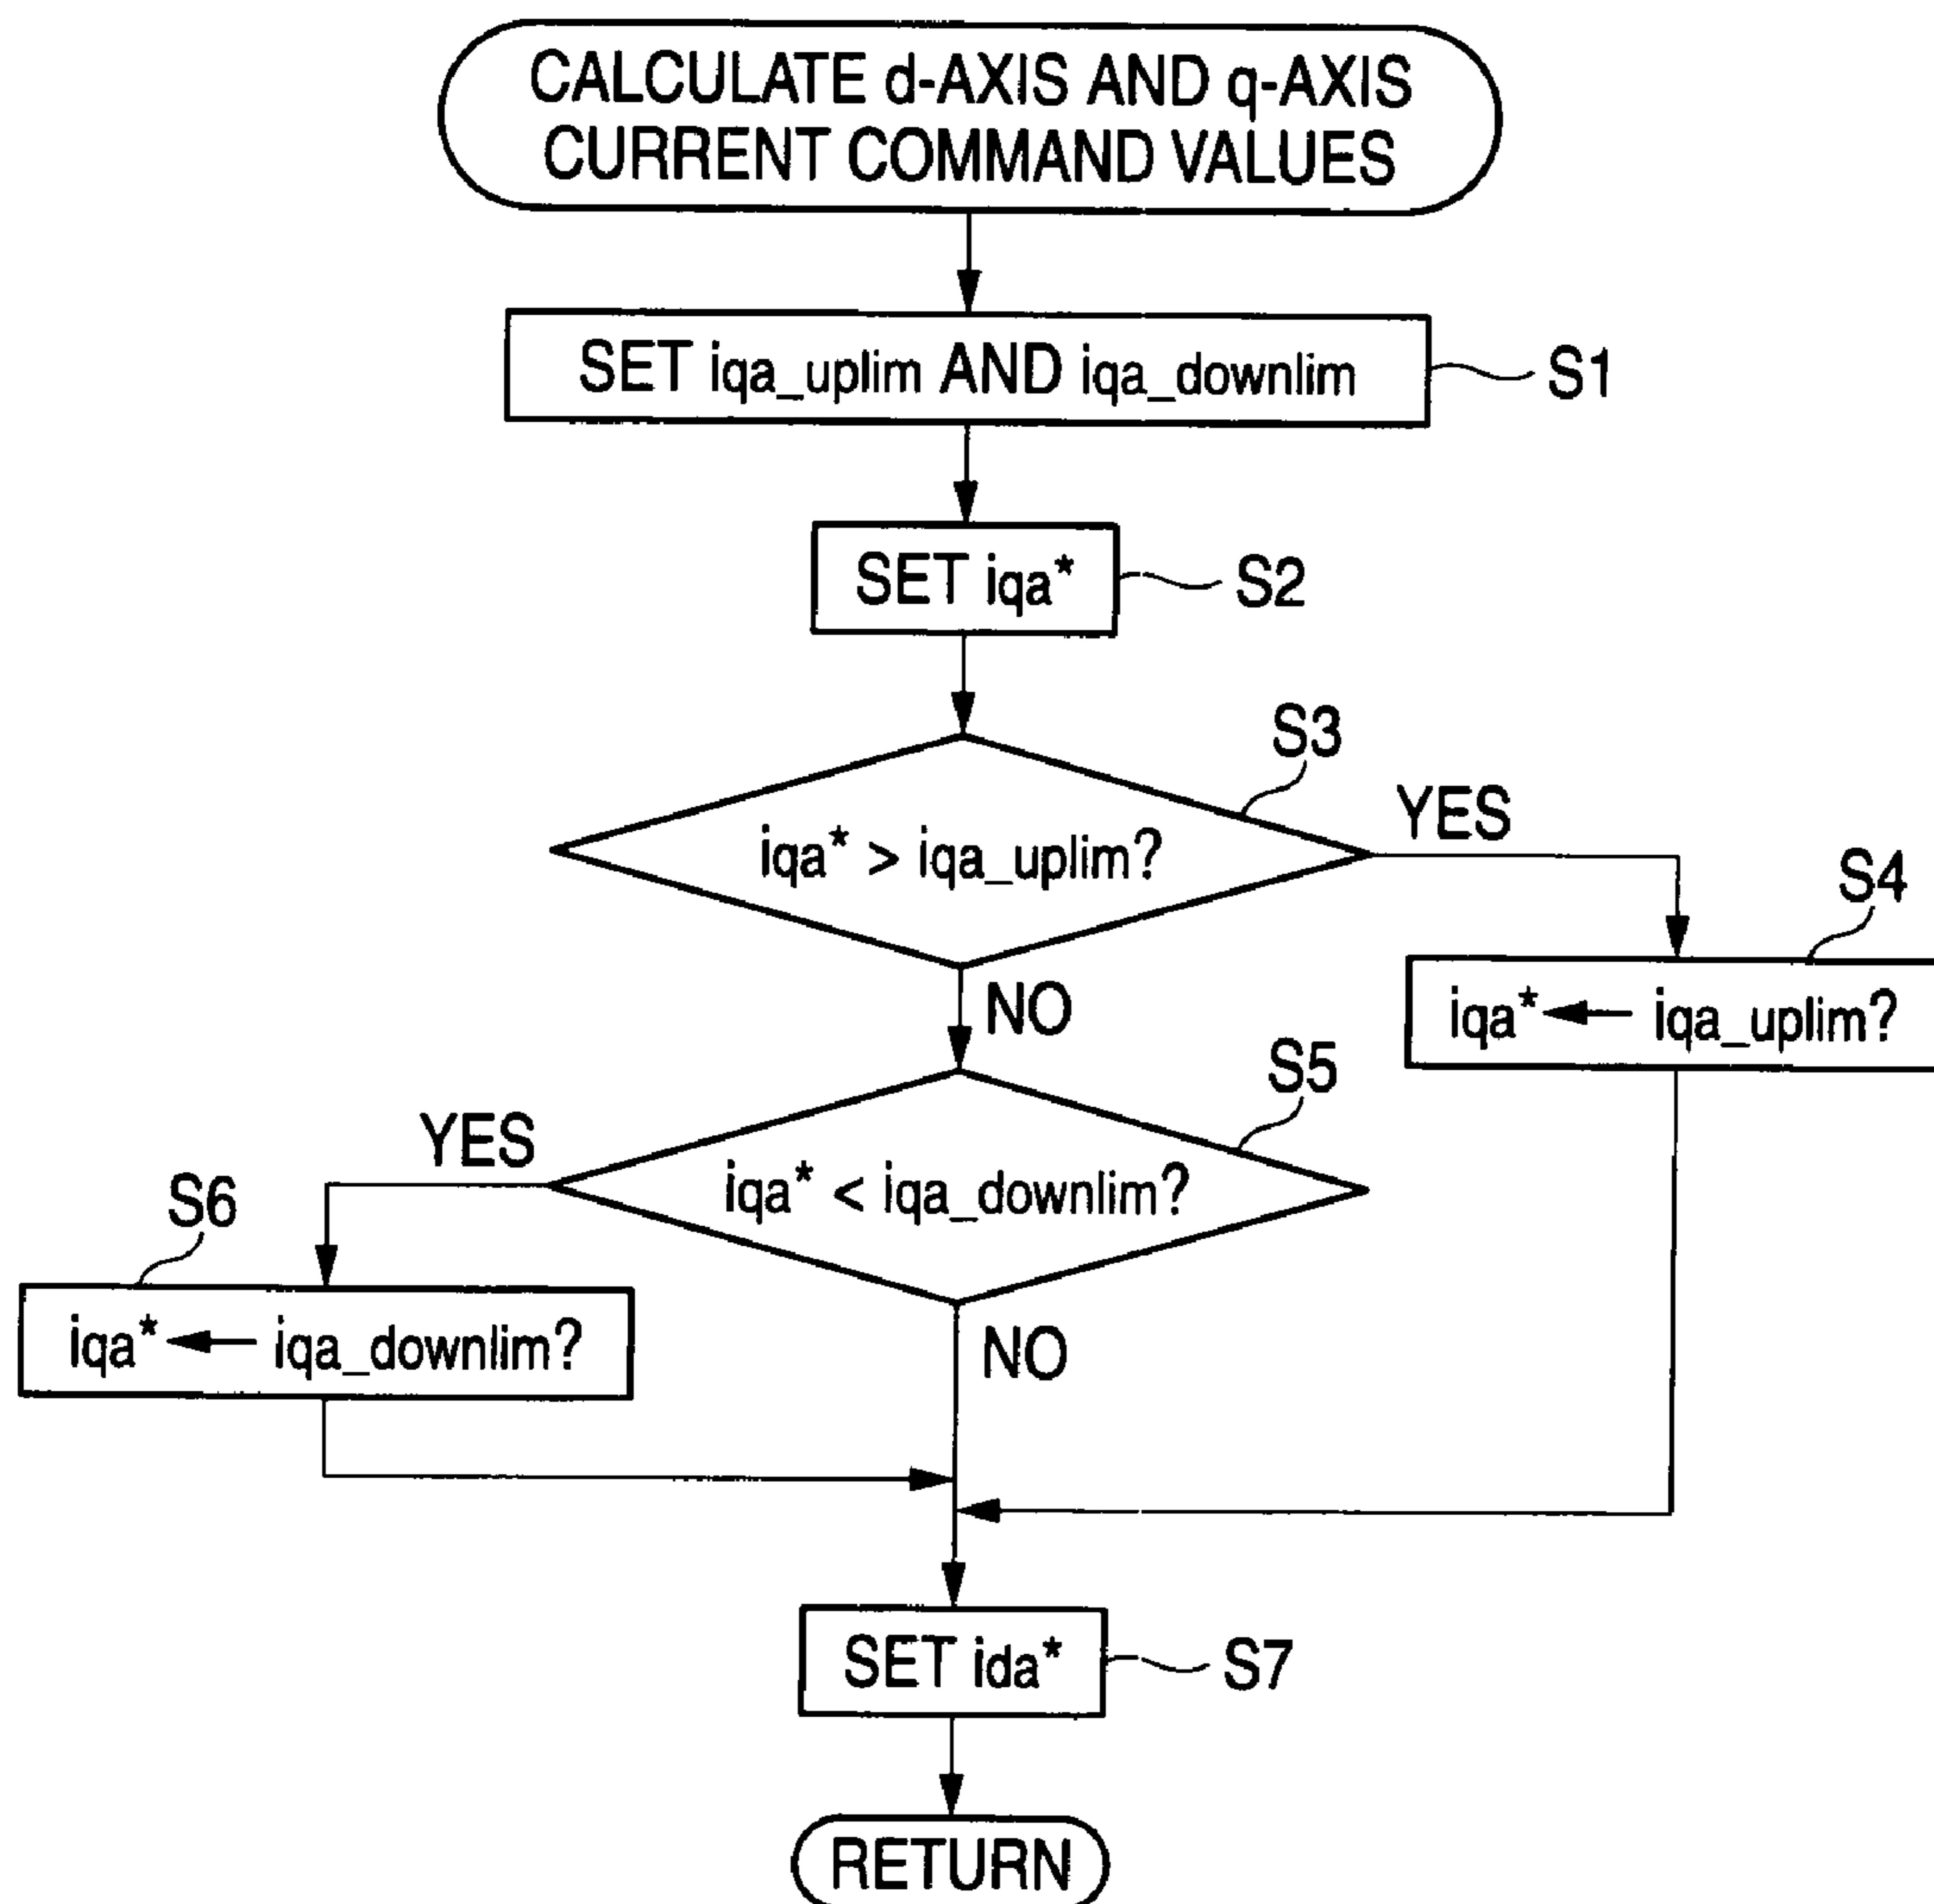 CALCULATE d-AXIS AND q-AXIS
CURRENT COMMAND VALUES
SET iqa_uplim AND iqa_downlim
S1
SET iqa*
S2
S3
iqa* > iqa_uplim?
YES
S4
iqa* ← iqa_uplim?
NO
S5
iqa* < iqa_downlim?
YES
S6
iqa* ← iqa_downlim?
NO
SET ida*
S7
RETURN